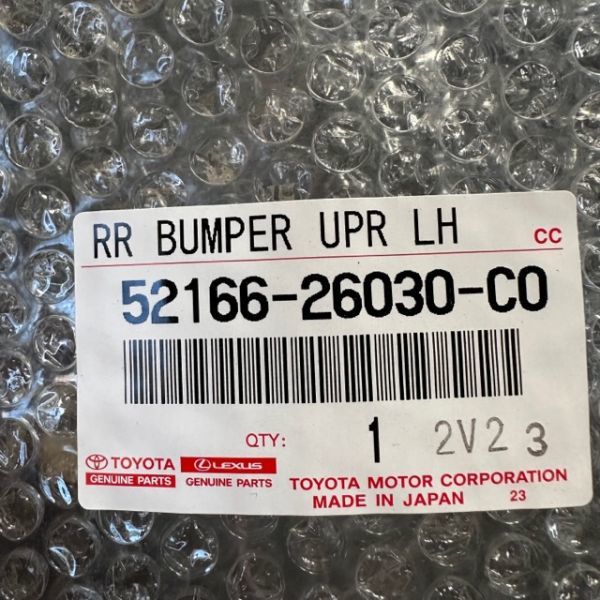 RR BUMPER UPR LH
CC
52166-26030-C0
QTY: 1 2V2 3
TOYOTA
GENUINE PARTS
LEXUS
GENUINE PARTS
TOYOTA MOTOR CORPORATION
MADE IN JAPAN 23